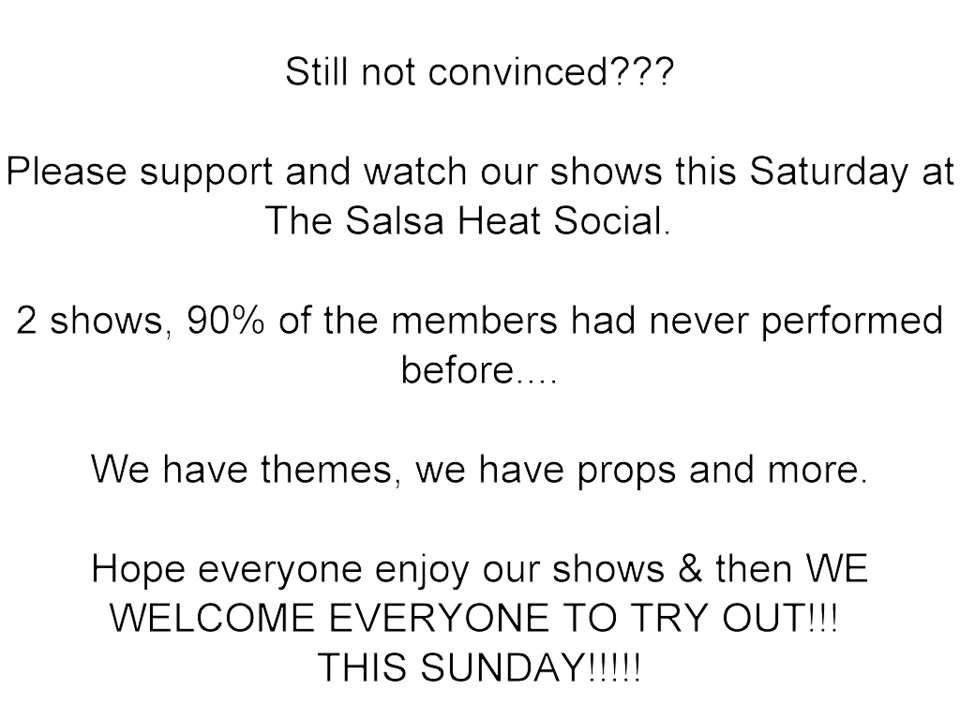 Still not convinced???
Please support and watch our shows this Saturday at
The Salsa Heat Social.
2 shows, 90% of the members had never performed
before....
We have themes, we have props and more.
Hope everyone enjoy our shows & then WE
WELCOME EVERYONE TO TRY OUT!!!
THIS SUNDAY!!!!!